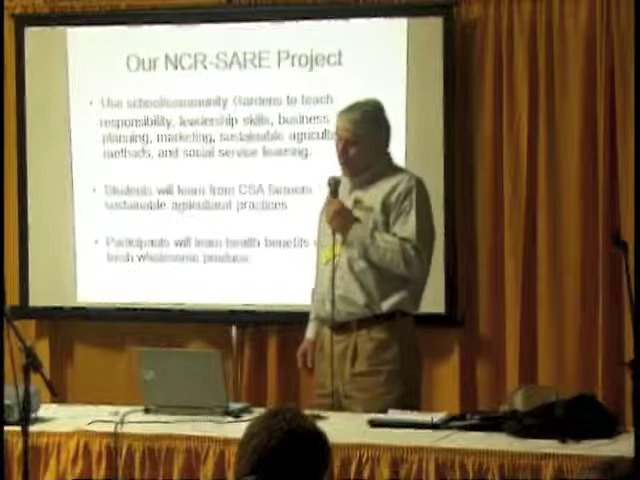 Our NCR-SARE Project
• Use school/community Gardens to teach
responsibility, leadership skills, business
planning, marketing, sustainable
methods, and social service learning.
• Students will learn from CSA farmers
sustainable agricultural practices
• Participants will learn health benefits
fresh wholesome produce.